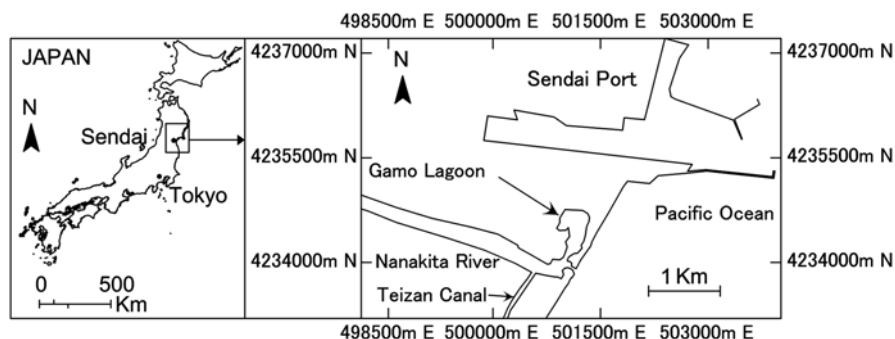 498500m E 500000m E 501500m E 503000m E
JAPAN
N
Sendai
Tokyo
0 500
Km
4237000m N
4235500m N
4234000m N
N
Sendai Port
Gamo Lagoon
Pacific Ocean
Nanakita River
Teizan Canal
1 Km
4237000m N
4235500m N
4234000m N
498500m E 500000m E 501500m E 503000m E